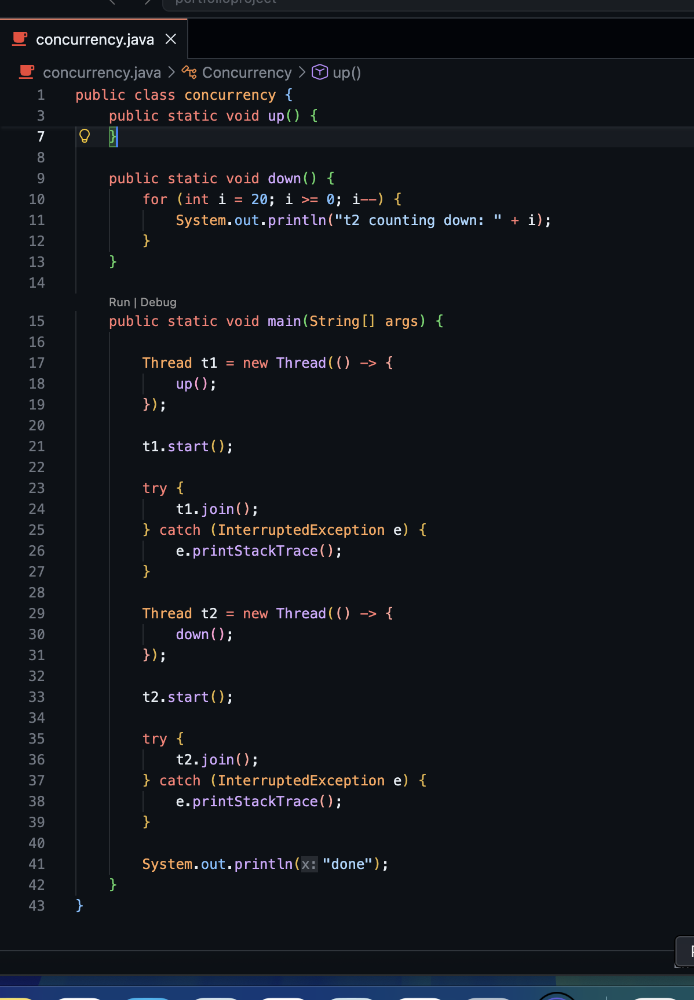 portfolioproject
concurrency.java
concurrency.java > Concurrency > up()
1 public class concurrency {
3     public static void up() {
7     }
8
9     public static void down() {
10         for (int i = 20; i >= 0; i--) {
11             System.out.println("t2 counting down: " + i);
12         }
13     }
14
Run | Debug
15     public static void main(String[] args) {
16
17         Thread t1 = new Thread(() -> {
18             up();
19         });
20
21         t1.start();
22
23         try {
24             t1.join();
25         } catch (InterruptedException e) {
26             e.printStackTrace();
27         }
28
29         Thread t2 = new Thread(() -> {
30             down();
31         });
32
33         t2.start();
34
35         try {
36             t2.join();
37         } catch (InterruptedException e) {
38             e.printStackTrace();
39         }
40
41         System.out.println(x: "done");
42     }
43 }